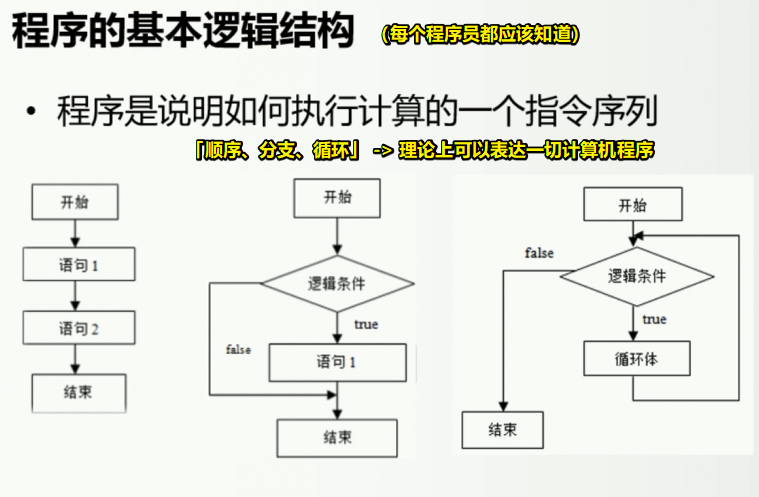 程序的基本逻辑结构 (每个程序员都应该知道)
• 程序是说明如何执行计算的一个指令序列
「顺序、分支、循环」 -> 理论上可以表达一切计算机程序
开始
语句 1
语句 2
结束
开始
逻辑条件
true
false
语句 1
结束
开始
false
逻辑条件
true
循环体
结束